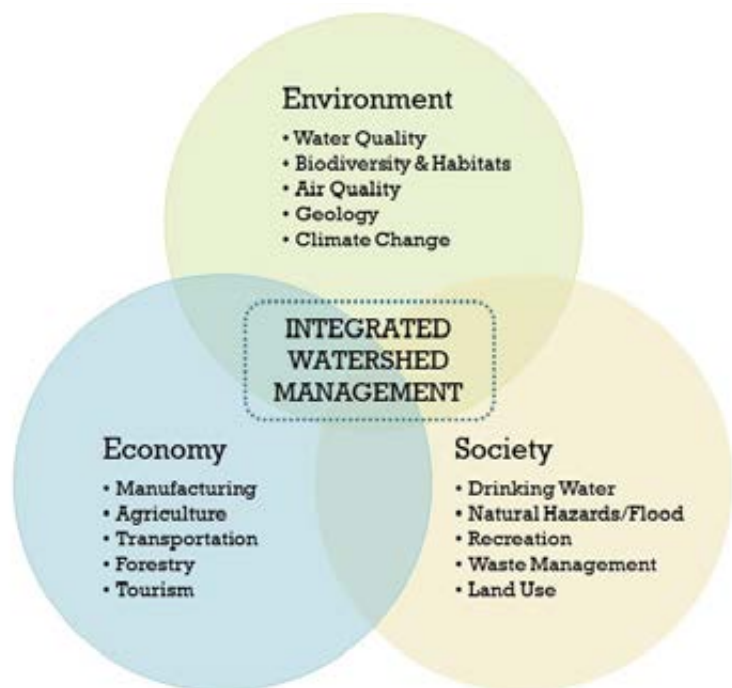 Environment
• Water Quality
• Biodiversity & Habitats
• Air Quality
• Geology
• Climate Change
INTEGRATED
WATERSHED
MANAGEMENT
Economy
• Manufacturing
• Agriculture
• Transportation
• Forestry
• Tourism
Society
• Drinking Water
• Natural Hazards/Flood
• Recreation
• Waste Management
• Land Use